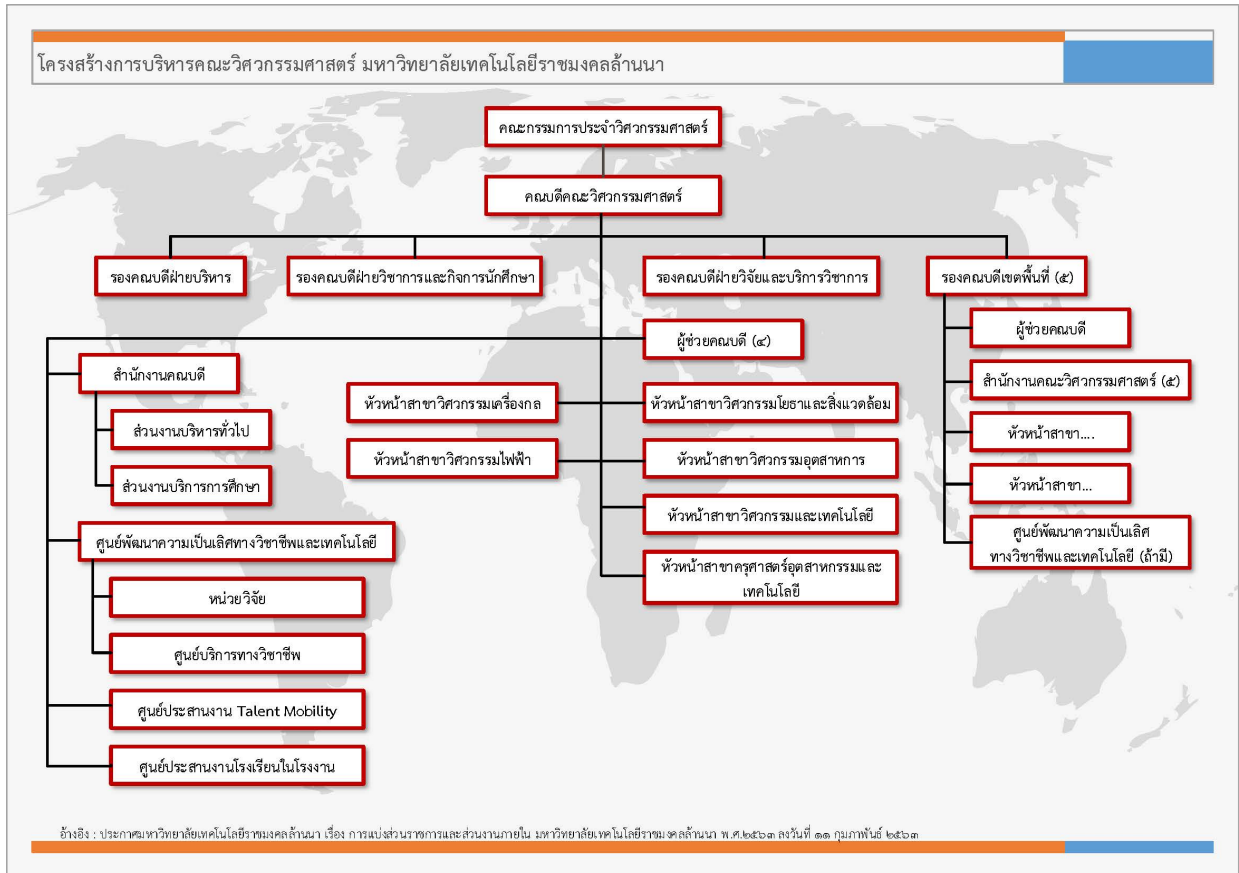 โครงสร้างการบริหารคณะวิศวกรรมศาสตร์ มหาวิทยาลัยเทคโนโลยีราชมงคลล้านนา
คณะกรรมการประจำวิศวกรรมศาสตร์
คณบดีคณะวิศวกรรมศาสตร์
รองคณบดีฝ่ายบริหาร
รองคณบดีฝ่ายวิชาการและกิจการนักศึกษา
รองคณบดีฝ่ายวิจัยและบริการวิชาการ
รองคณบดีเขตพื้นที่ (๕)
ผู้ช่วยคณบดี (๔)
สำนักงานคณบดี
ส่วนงานบริหารทั่วไป
ส่วนงานบริการการศึกษา
ศูนย์พัฒนาความเป็นเลิศทางวิชาชีพและเทคโนโลยี
หน่วยวิจัย
ศูนย์บริการทางวิชาชีพ
ศูนย์ประสานงาน Talent Mobility
ศูนย์ประสานงานโรงเรียนในโรงงาน
หัวหน้าสาขาวิศวกรรมเครื่องกล
หัวหน้าสาขาวิศวกรรมโยธาและสิ่งแวดล้อม
หัวหน้าสาขาวิศวกรรมไฟฟ้า
หัวหน้าสาขาวิศวกรรมอุตสาหการ
หัวหน้าสาขาวิศวกรรมและเทคโนโลยี
หัวหน้าสาขาครุศาสตร์อุตสาหกรรมและ
เทคโนโลยี
ผู้ช่วยคณบดี
สำนักงานคณะวิศวกรรมศาสตร์ (๕)
หัวหน้าสาขา....
หัวหน้าสาขา...
ศูนย์พัฒนาความเป็นเลิศ
ทางวิชาชีพและเทคโนโลยี (ถ้ามี)
อ้างอิง : ประกาศมหาวิทยาลัยเทคโนโลยีราชมงคลล้านนา เรื่อง การแบ่งส่วนราชการและส่วนงานภายใน มหาวิทยาลัยเทคโนโลยีราชมงคลล้านนา พ.ศ.๒๕๖๓ ลงวันที่ ๑๑ กุมภาพันธ์ ๒๕๖๓